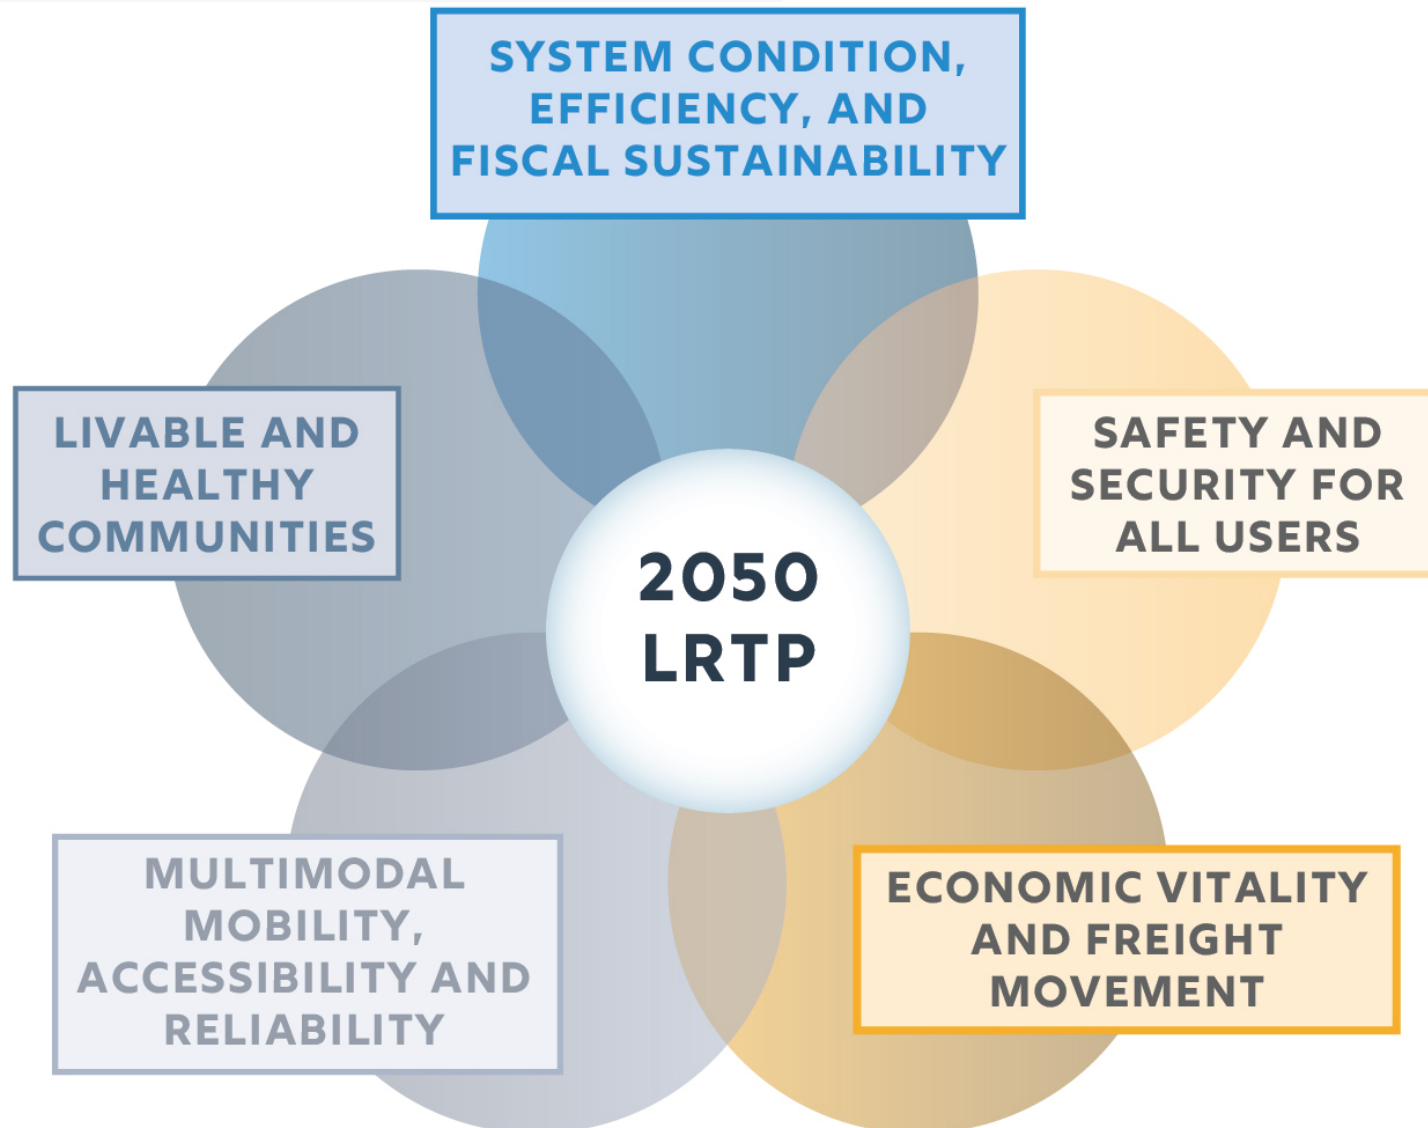 SYSTEM CONDITION,
EFFICIENCY, AND
FISCAL SUSTAINABILITY
LIVABLE AND
HEALTHY
COMMUNITIES
SAFETY AND
SECURITY FOR
ALL USERS
2050
LRTP
MULTIMODAL
MOBILITY,
ACCESSIBILITY AND
RELIABILITY
ECONOMIC VITALITY
AND FREIGHT
MOVEMENT